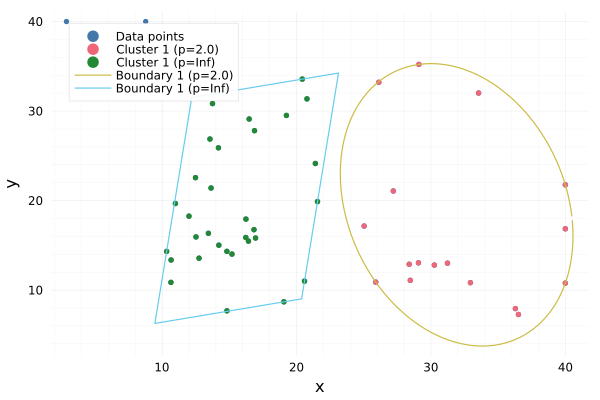 40
30
20
10
y
Data points
Cluster 1 (p=2.0)
Cluster 1 (p=Inf)
Boundary 1 (p=2.0)
Boundary 1 (p=Inf)
10 20 30 40
x